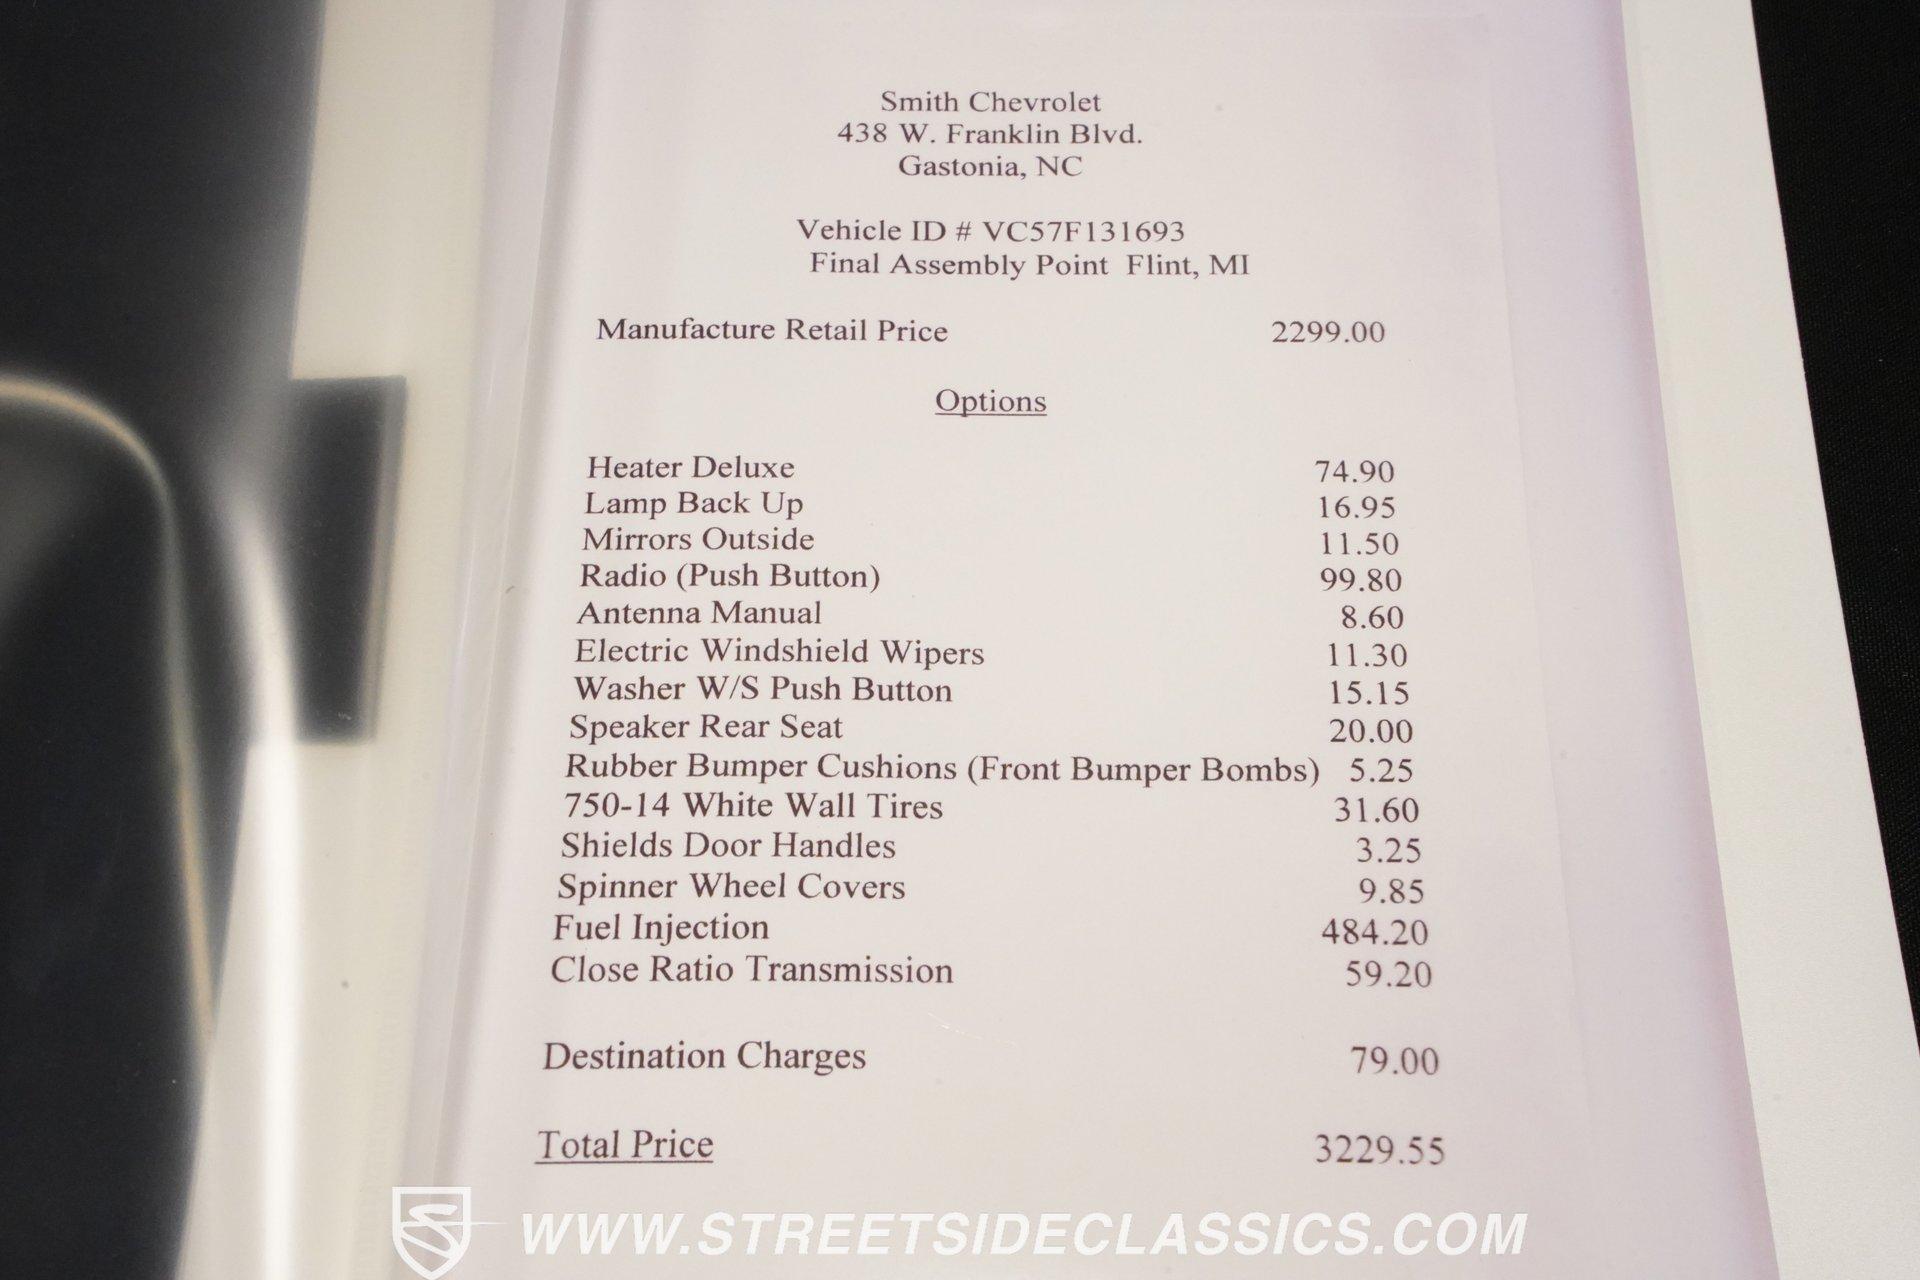 Smith Chevrolet
438 W. Franklin Blvd.
Gastonia, NC
Vehicle ID # VC57F131693
Final Assembly Point Flint, MI
Manufacture Retail Price 2299.00
Options
Heater Deluxe 74.90
Lamp Back Up 16.95
Mirrors Outside 11.50
Radio (Push Button) 99.80
Antenna Manual 8.60
Electric Windshield Wipers 11.30
Washer W/S Push Button 15.15
Speaker Rear Seat 20.00
Rubber Bumper Cushions (Front Bumper Bombs) 5.25
750-14 White Wall Tires 31.60
Shields Door Handles 3.25
Spinner Wheel Covers 9.85
Fuel Injection 484.20
Close Ratio Transmission 59.20
Destination Charges 79.00
Total Price 3229.55
WWW.STREETSIDECLASSICS.COM